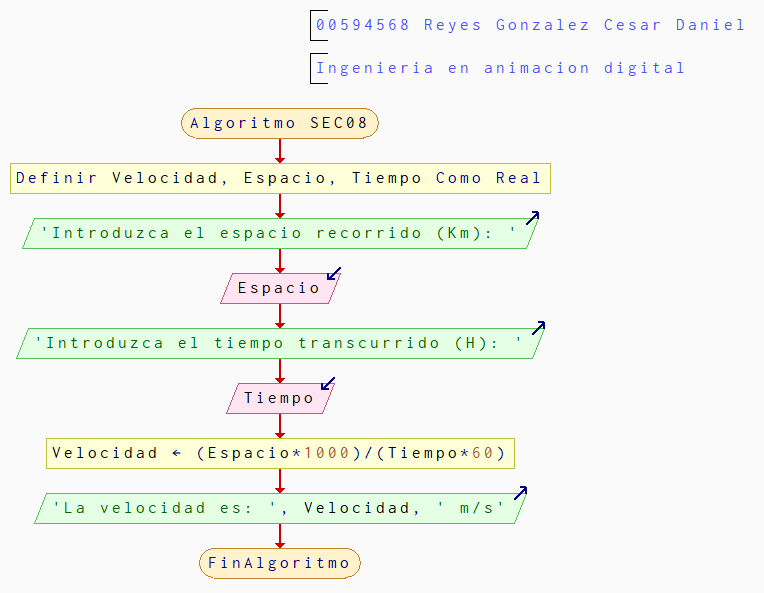 00594568 Reyes Gonzalez Cesar Daniel
Ingenieria en animacion digital
Algoritmo SEC08
Definir Velocidad, Espacio, Tiempo Como Real
'Introduzca el espacio recorrido (Km): '
Espacio
'Introduzca el tiempo transcurrido (H): '
Tiempo
Velocidad ← (Espacio*1000)/(Tiempo*60)
'La velocidad es: ', Velocidad, ' m/s'
FinAlgoritmo